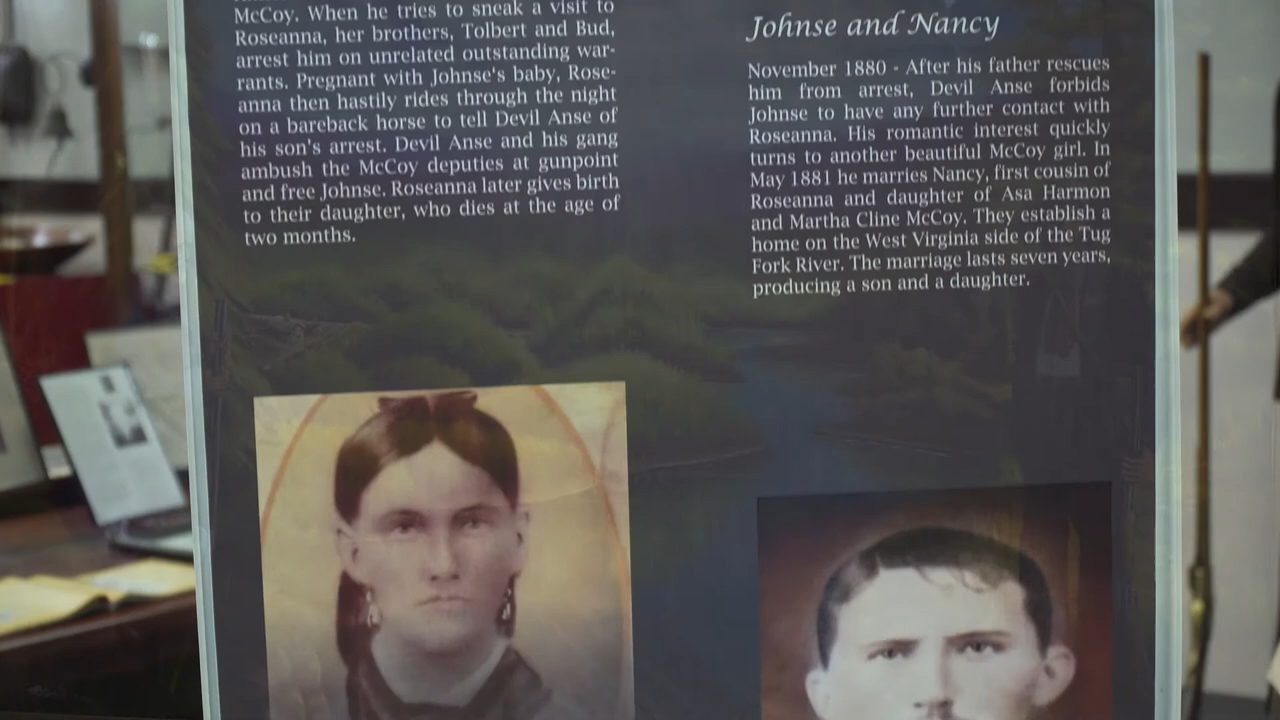 McCoy. When he tries to sneak a visit to
Roseanna, her brothers, Tolbert and Bud,
arrest him on unrelated outstanding war-
rants. Pregnant with Johnse's baby, Rose-
anna then hastily rides through the night
on a bareback horse to tell Devil Anse of
his son's arrest. Devil Anse and his gang
ambush the McCoy deputies at gunpoint
and free Johnse. Roseanna later gives birth
to their daughter, who dies at the age of
two months.
Johnse and Nancy
November 1880 - After his father rescues
him from arrest, Devil Anse forbids
Johnse to have any further contact with
Roseanna. His romantic interest quickly
turns to another beautiful McCoy girl. In
May 1881 he marries Nancy, first cousin of
Roseanna and daughter of Asa Harmon
and Martha Cline McCoy. They establish a
home on the West Virginia side of the Tug
Fork River. The marriage lasts seven years,
producing a son and a daughter.